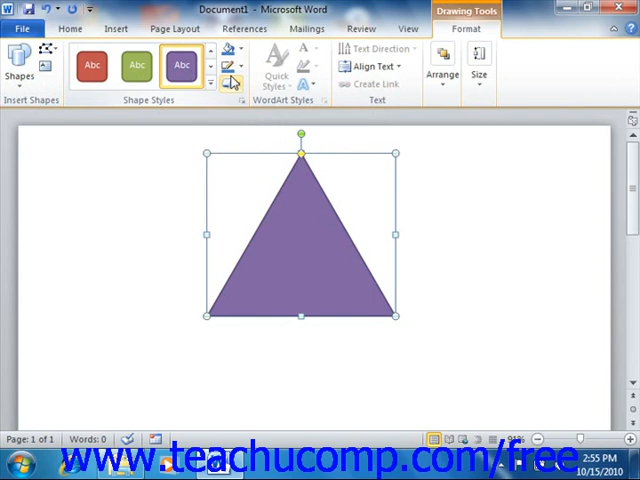 Document1 - Microsoft Word
Drawing Tools
File Home Insert Page Layout References Mailings Review View Format
Shapes
Abc Abc Abc
Quick Styles
A
Text Direction
Align Text
Create Link
Arrange
Size
Insert Shapes
Shape Styles
WordArt Styles
Text
Page: 1 of 1 Words: 0 91%
www.teachucomp.com/free
2:55 PM
10/15/2010